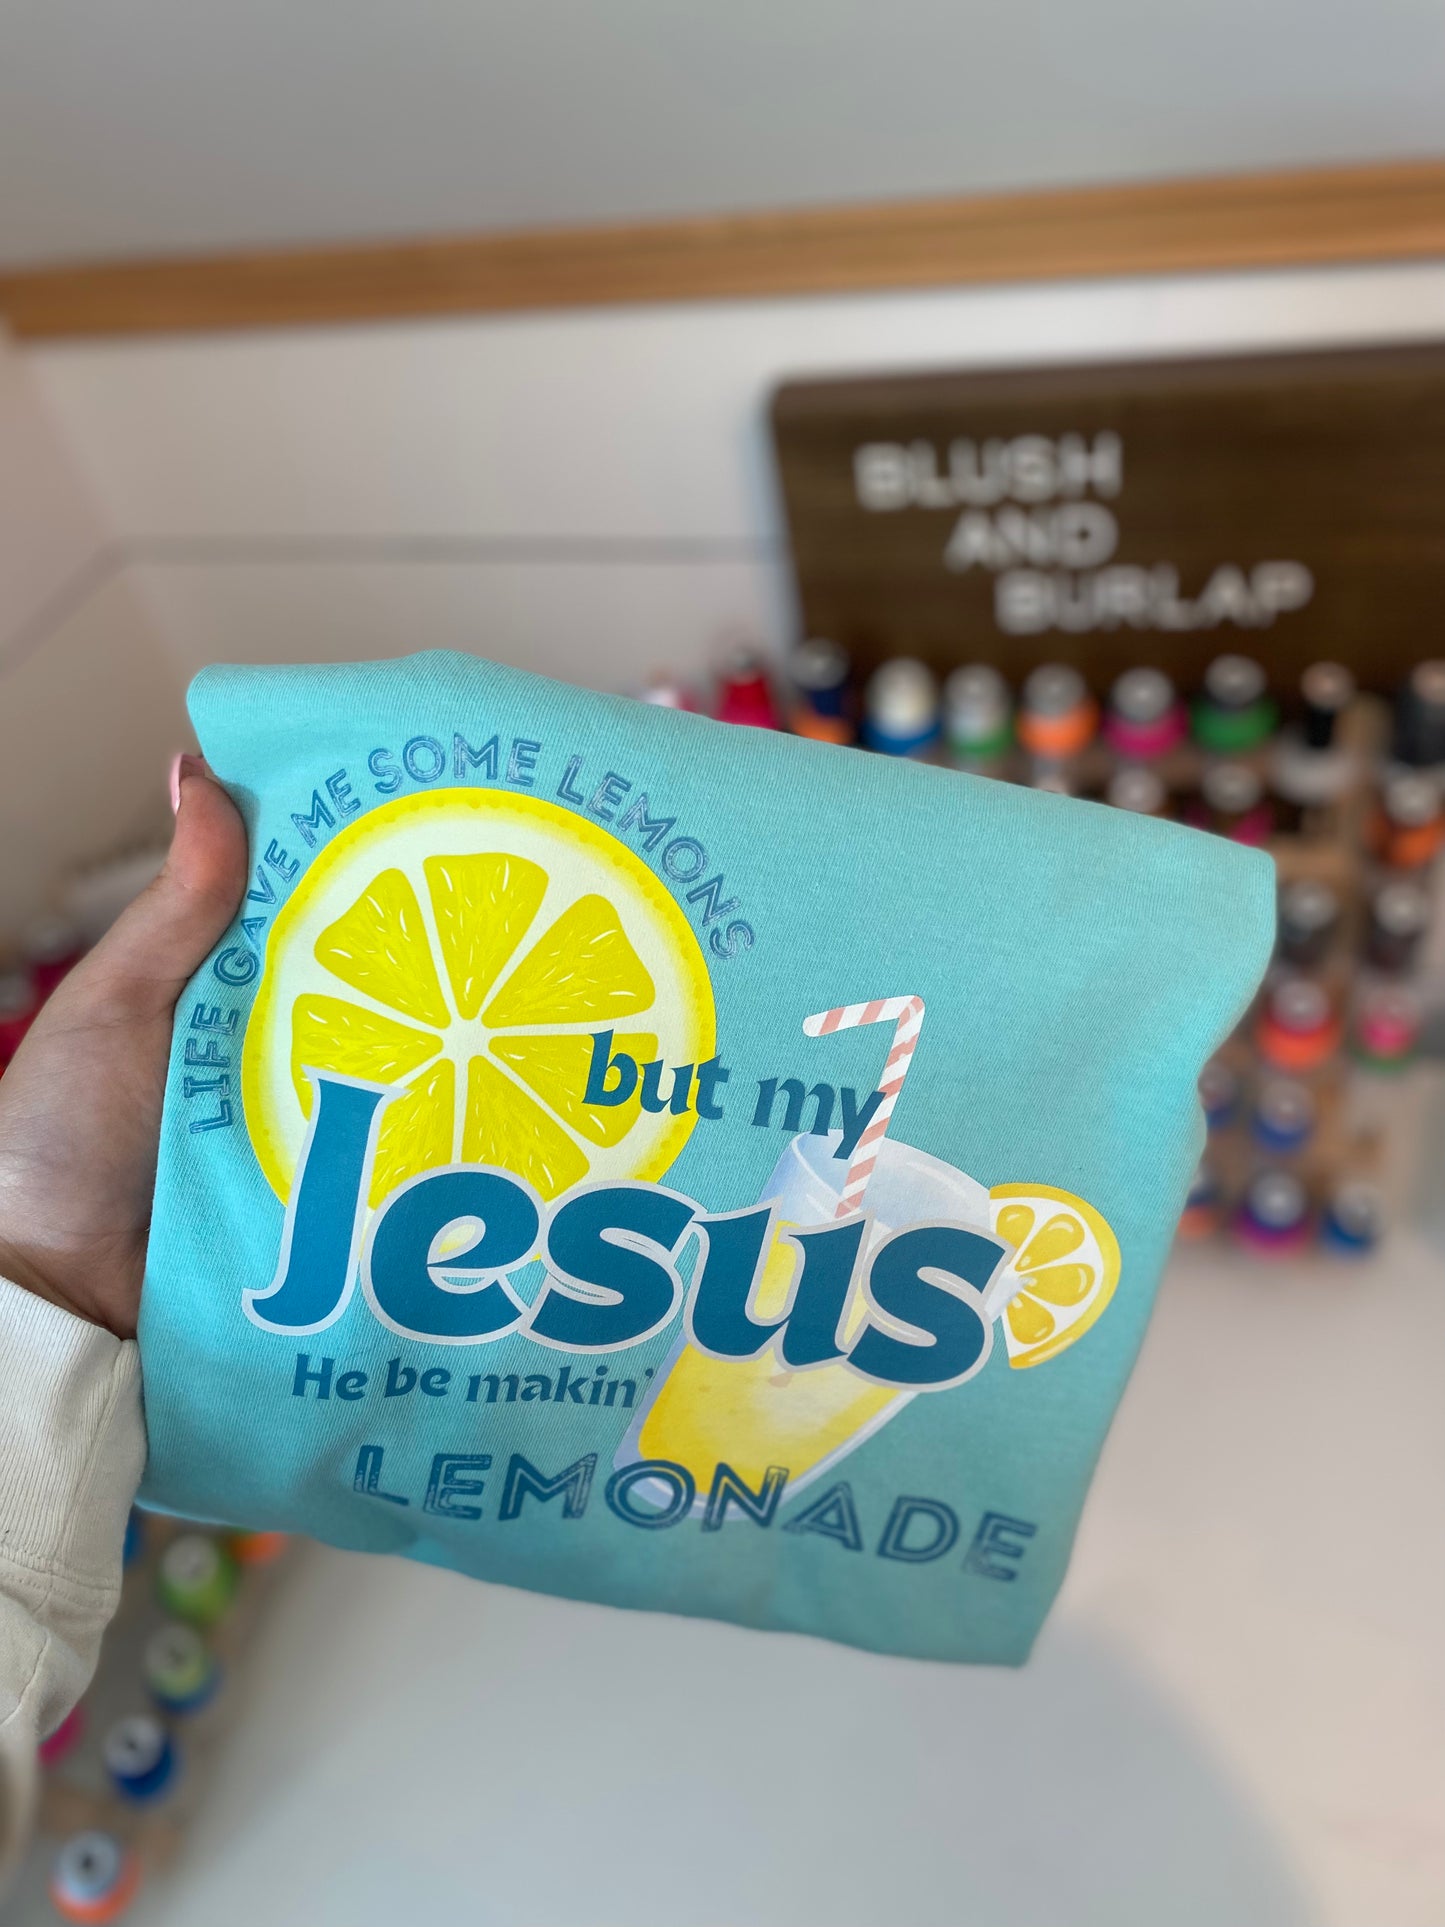 BLUSH
AND
BURLAP
LIFE GAVE ME SOME LEMONS
but my
Jesus
He be makin'
LEMONADE